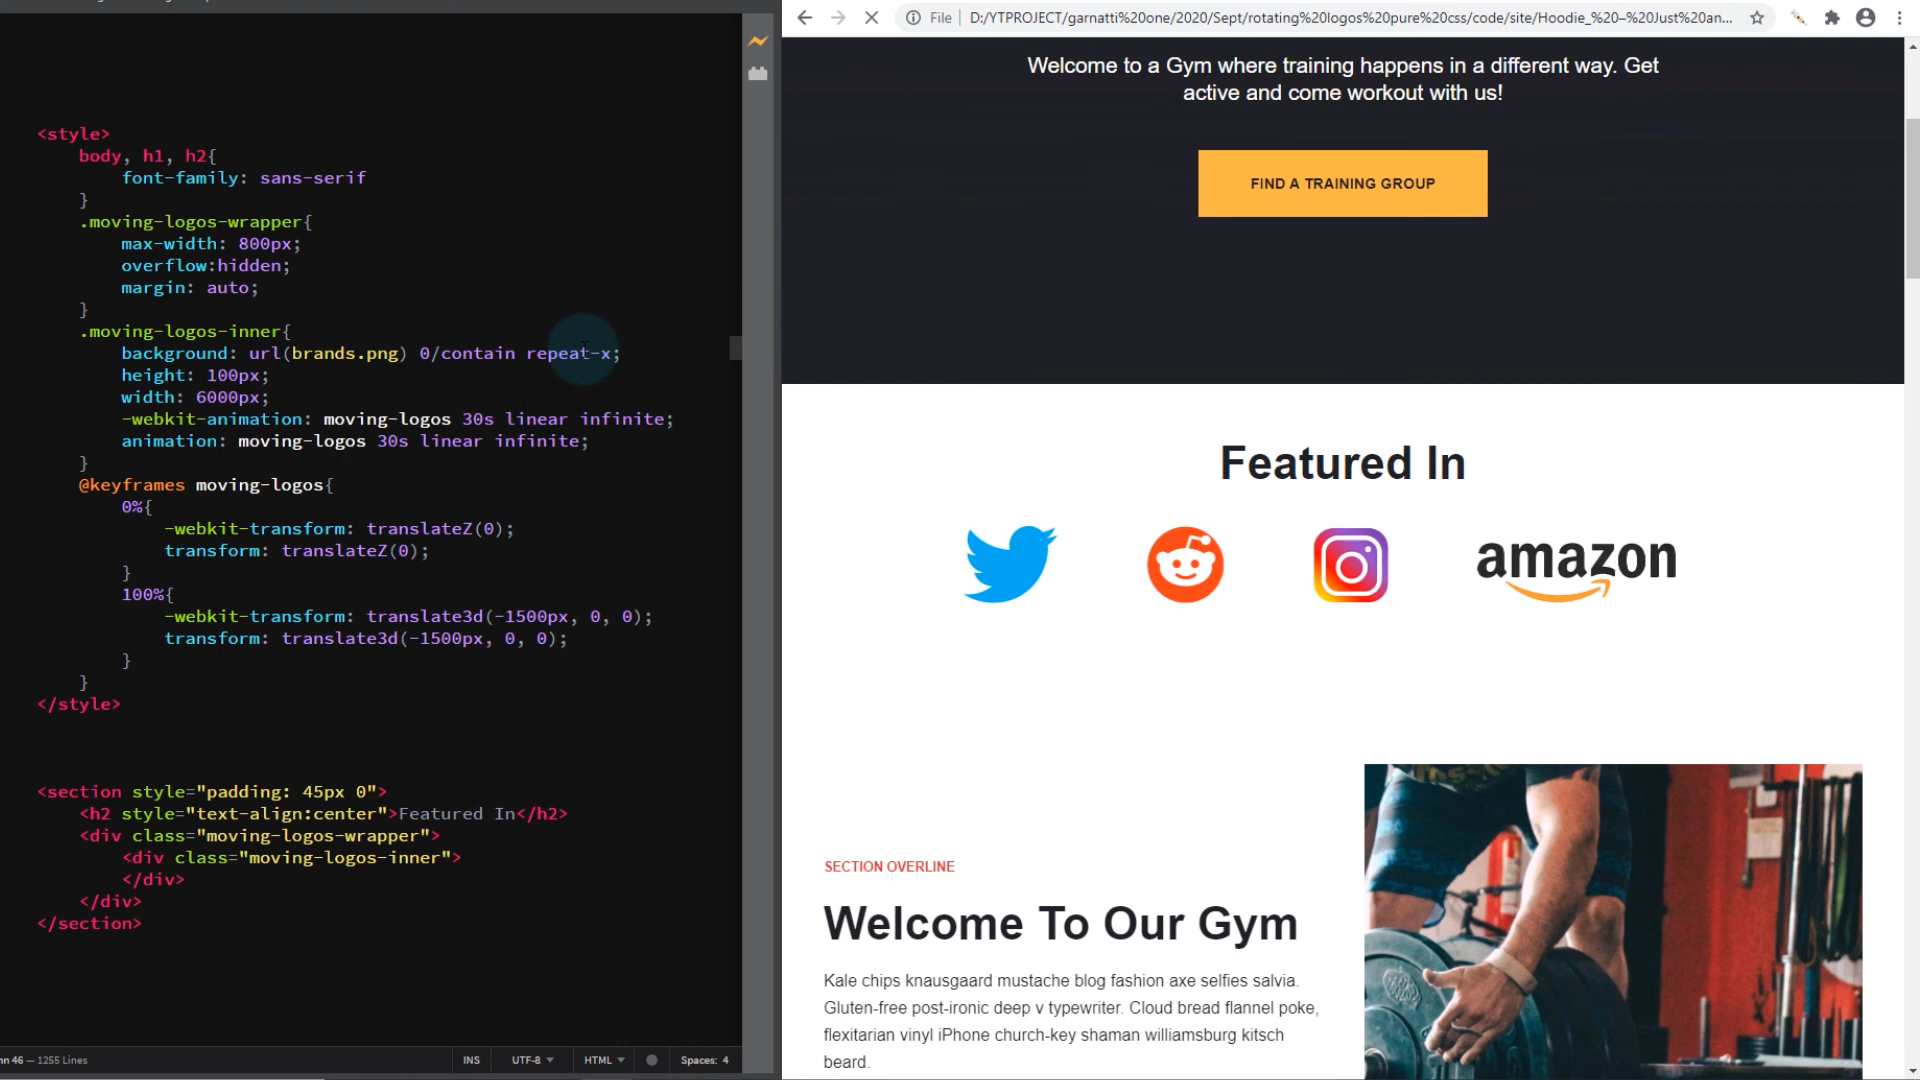 <style>
body, h1, h2{
font-family: sans-serif
}
.moving-logos-wrapper{
max-width: 800px;
overflow:hidden;
margin: auto;
}
.moving-logos-inner{
background: url(brands.png) 0/contain repeat-x;
height: 100px;
width: 6000px;
-webkit-animation: moving-logos 30s linear infinite;
animation: moving-logos 30s linear infinite;
}
@keyframes moving-logos{
0%{
-webkit-transform: translateZ(0);
transform: translateZ(0);
}
100%{
-webkit-transform: translate3d(-1500px, 0, 0);
transform: translate3d(-1500px, 0, 0);
}
}
</style>
<section style="padding: 45px 0">
<h2 style="text-align:center">Featured In</h2>
<div class="moving-logos-wrapper">
<div class="moving-logos-inner">
</div>
</div>
</section>
46 — 1255 Lines
INS UTF-8 HTML Spaces: 4
File D:/YTPROJECT/garnatti%20one/2020/Sept/rotating%20logos%20pure%20css/code/site/Hoodie_%20–%20Just%20an...
Welcome to a Gym where training happens in a different way. Get
active and come workout with us!
FIND A TRAINING GROUP
Featured In
amazon
SECTION OVERLINE
Welcome To Our Gym
Kale chips knausgaard mustache blog fashion axe selfies salvia.
Gluten-free post-ironic deep v typewriter. Cloud bread flannel poke,
flexitarian vinyl iPhone church-key shaman williamsburg kitsch
beard.